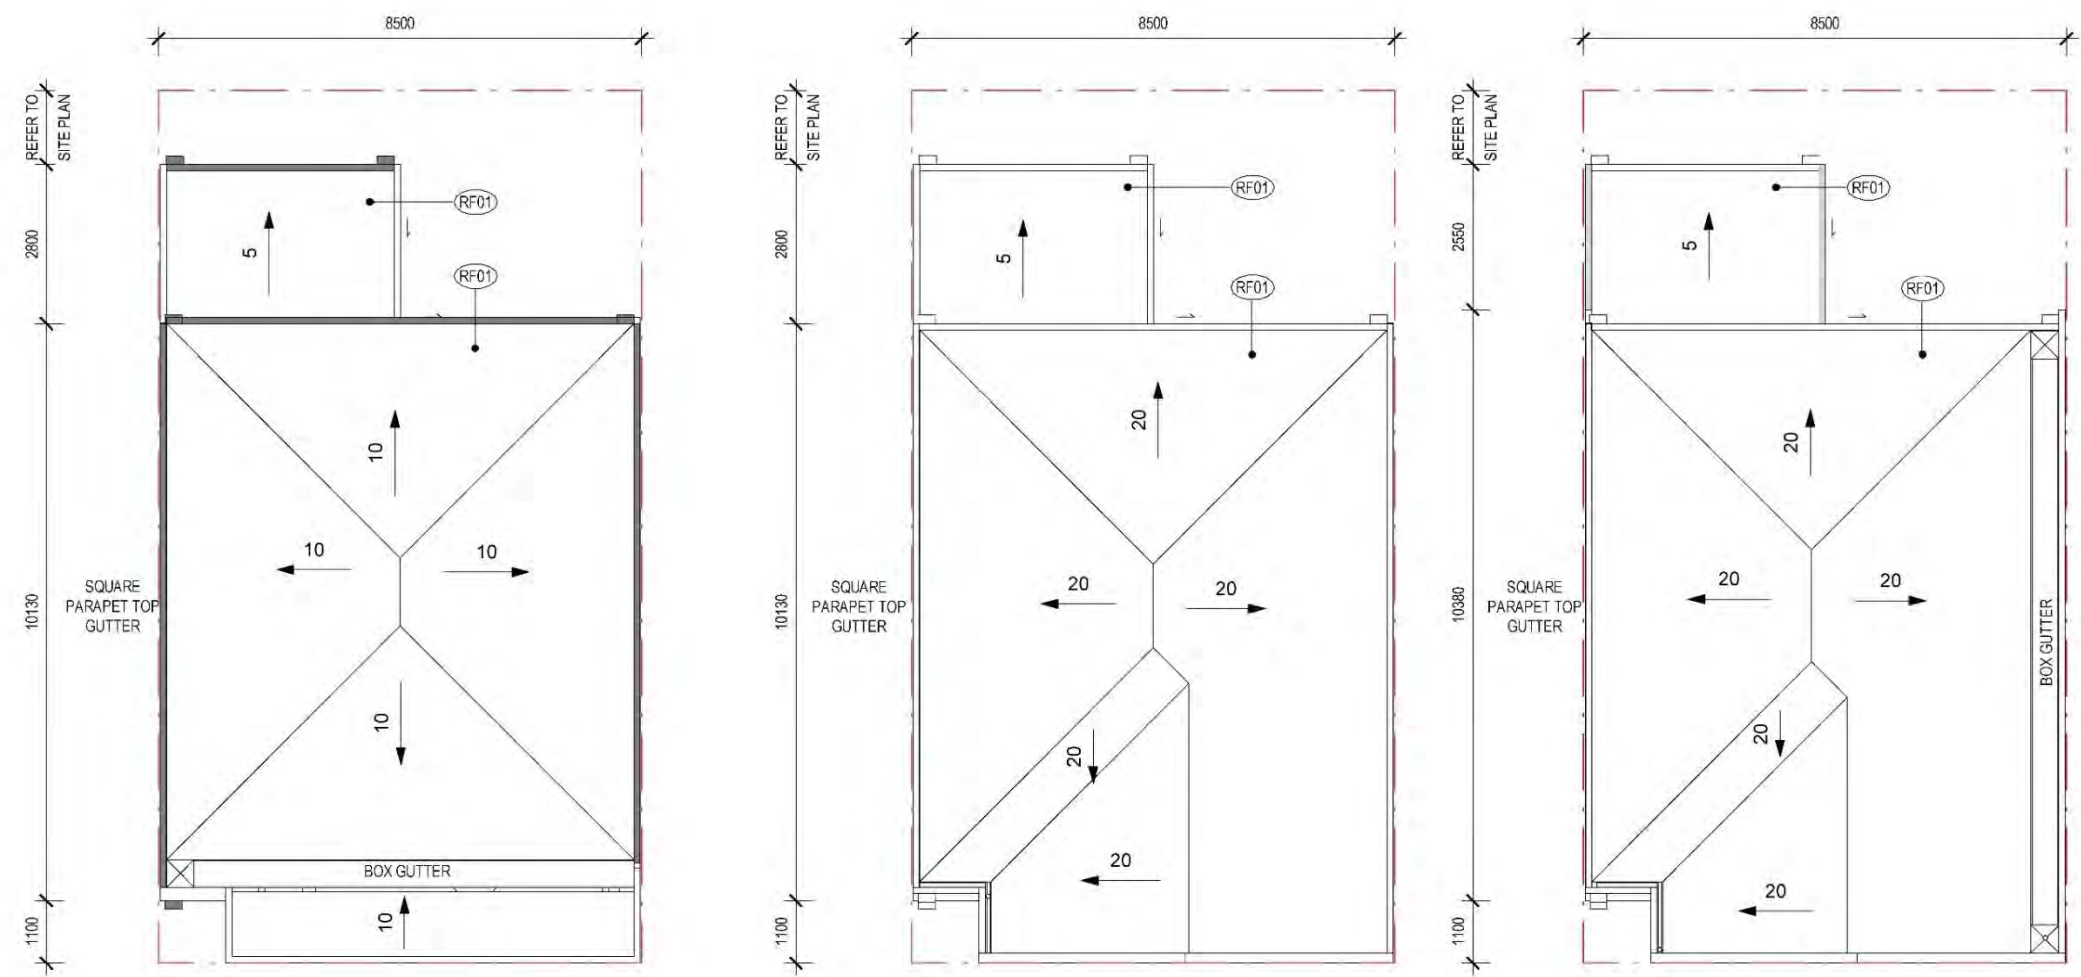 8500
REFER TO
SITE PLAN
2800
10130
1100
RF01
5
RF01
10
10
10
SQUARE
PARAPET TOP
GUTTER
10
BOX GUTTER
10
8500
REFER TO
SITE PLAN
2800
10130
1100
RF01
5
RF01
20
20
20
SQUARE
PARAPET TOP
GUTTER
20
20
8500
REFER TO
SITE PLAN
2550
10380
1100
RF01
5
RF01
20
20
20
SQUARE
PARAPET TOP
GUTTER
BOX GUTTER
20
20